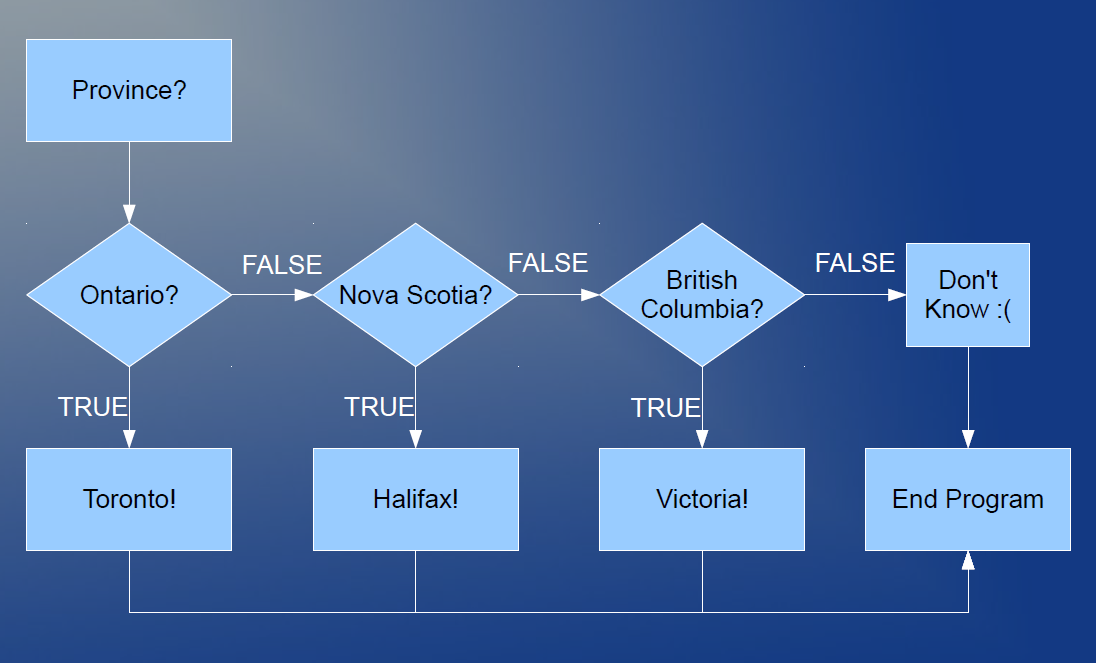 Province?
FALSE
FALSE
FALSE
Ontario?
Nova Scotia?
British
Columbia?
Don't
Know :(
TRUE
TRUE
TRUE
Toronto!
Halifax!
Victoria!
End Program